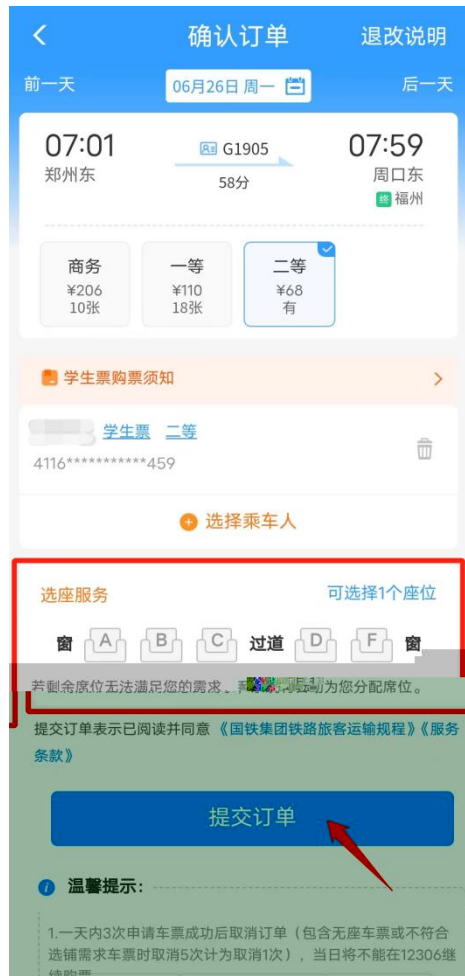 确认订单
退改说明
前一天
06月26日 周一
后一天
07:01
G1905
07:59
郑州东
58分
周口东
终 福州
商务
一等
二等
¥206
¥110
¥68
10张
18张
有
学生票购票须知
学生票 二等
4116***********459
选择乘车人
选座服务
可选择1个座位
窗 A B C 过道 D F 窗
若剩余席位无法满足您的需求，
为您分配席位。
提交订单表示已阅读并同意《国铁集团铁路旅客运输规程》《服务
条款》
提交订单
温馨提示：
1.一天内3次申请车票成功后取消订单（包含无座车票或不符合
选铺需求车票时取消5次计为取消1次），当日将不能在12306继
续购票